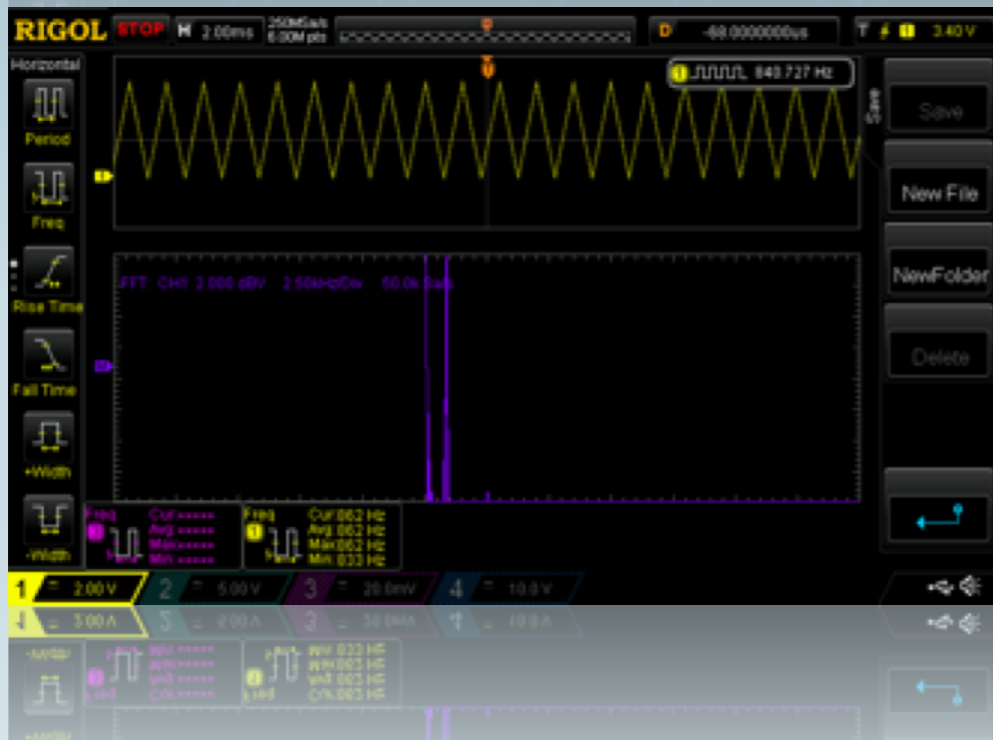 RIGOL STOP H 2.00ms 250MSa/s 6.00M pts D -68.0000000us T 1 3.40 V
Horizontal
1 840.727 Hz
Save
Save
Period
New File
Freq
NewFolder
FFT: CH1 2.000 dBV 2.50kHz/Div 50.0k Sa/s
Rise Time
Delete
Fall Time
+Width
Freq Cur:***** Freq Cur:862 Hz
Avg:***** Avg:862 Hz
Max:***** Max:862 Hz
Min:***** Min:833 Hz
-Width
1 = 2.00 V 2 = 5.00 V 3 = 20.0mV 4 = 10.0 V